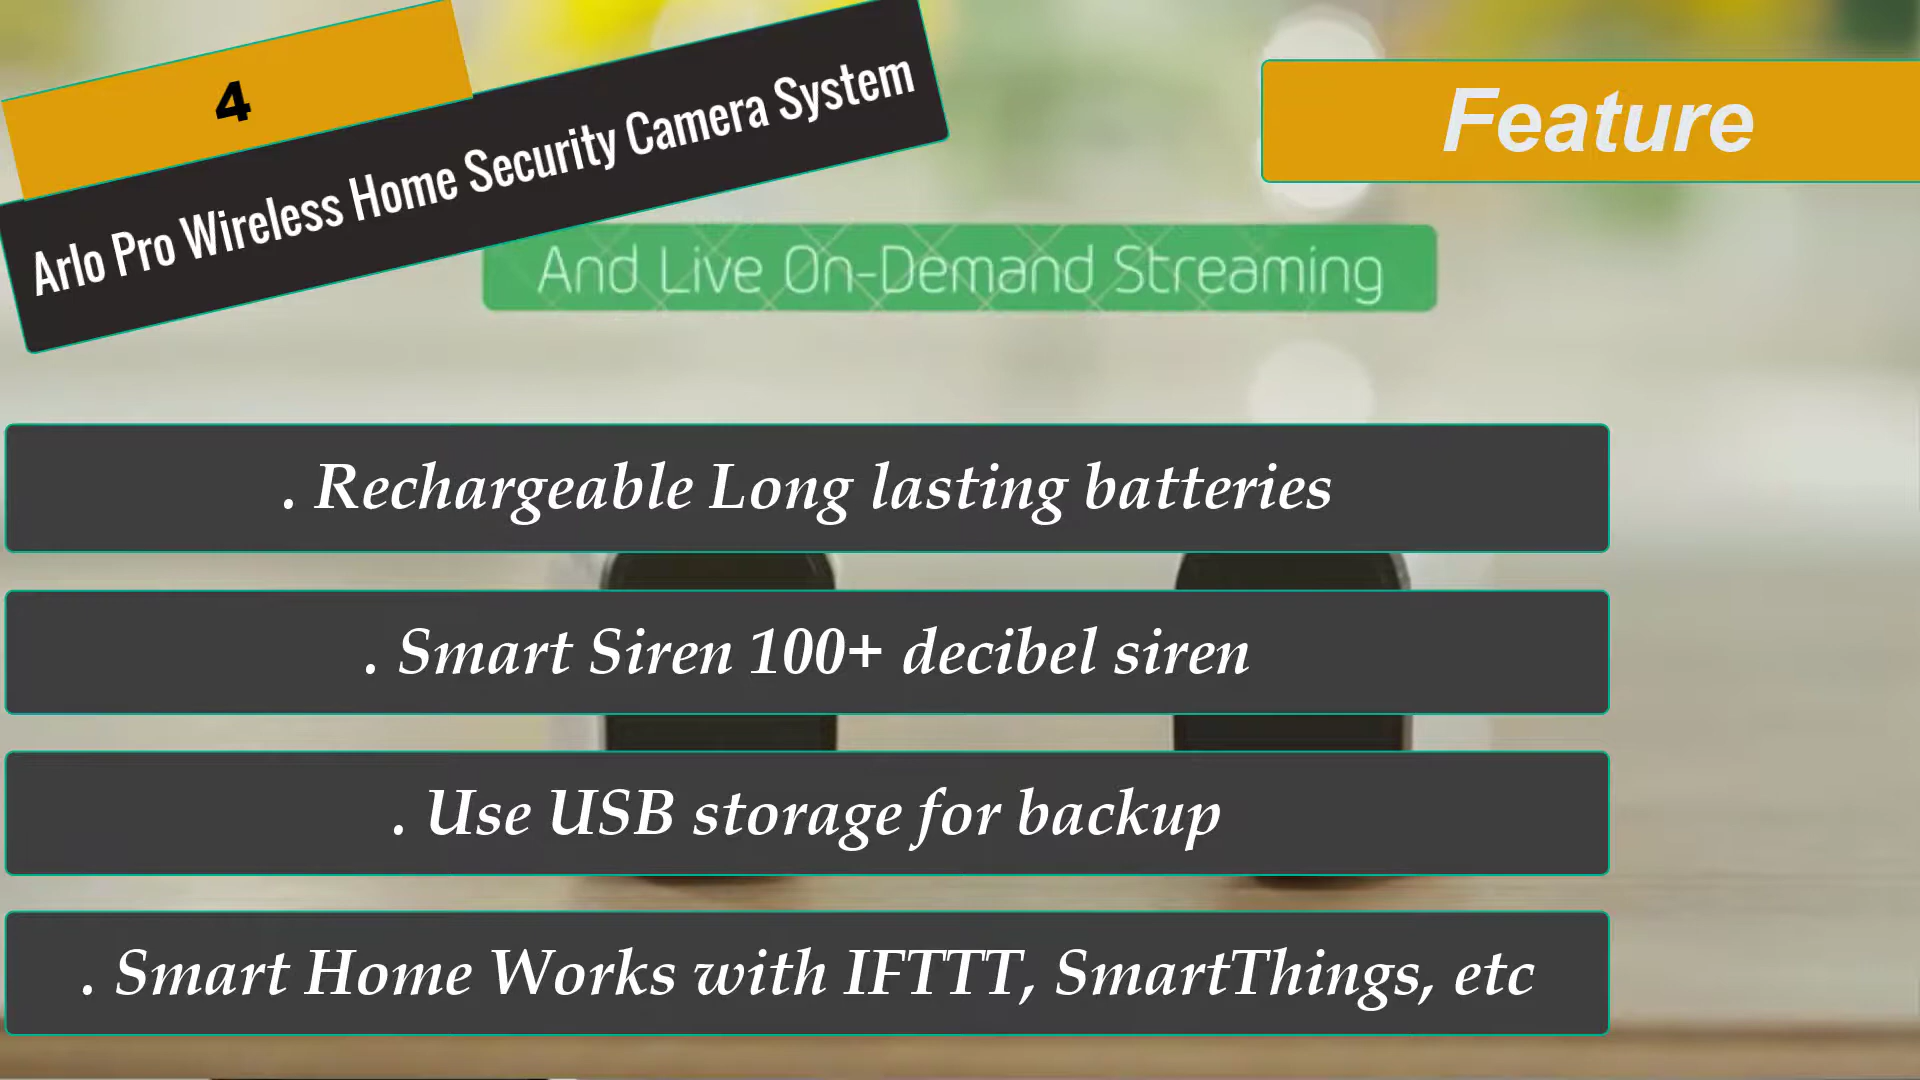 4
Arlo Pro Wireless Home Security Camera System
Feature
And Live On-Demand Streaming
. Rechargeable Long lasting batteries
. Smart Siren 100+ decibel siren
. Use USB storage for backup
. Smart Home Works with IFTTT, SmartThings, etc